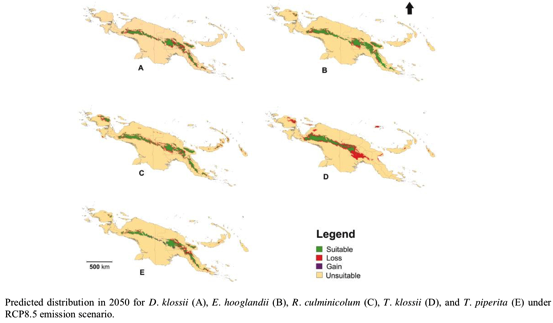 A
B
C
D
E
Legend
Suitable
Loss
Gain
Unsuitable
500 km
Predicted distribution in 2050 for D. klossii (A), E. hooglandii (B), R. culminicolum (C), T. klossii (D), and T. piperita (E) under
RCP8.5 emission scenario.